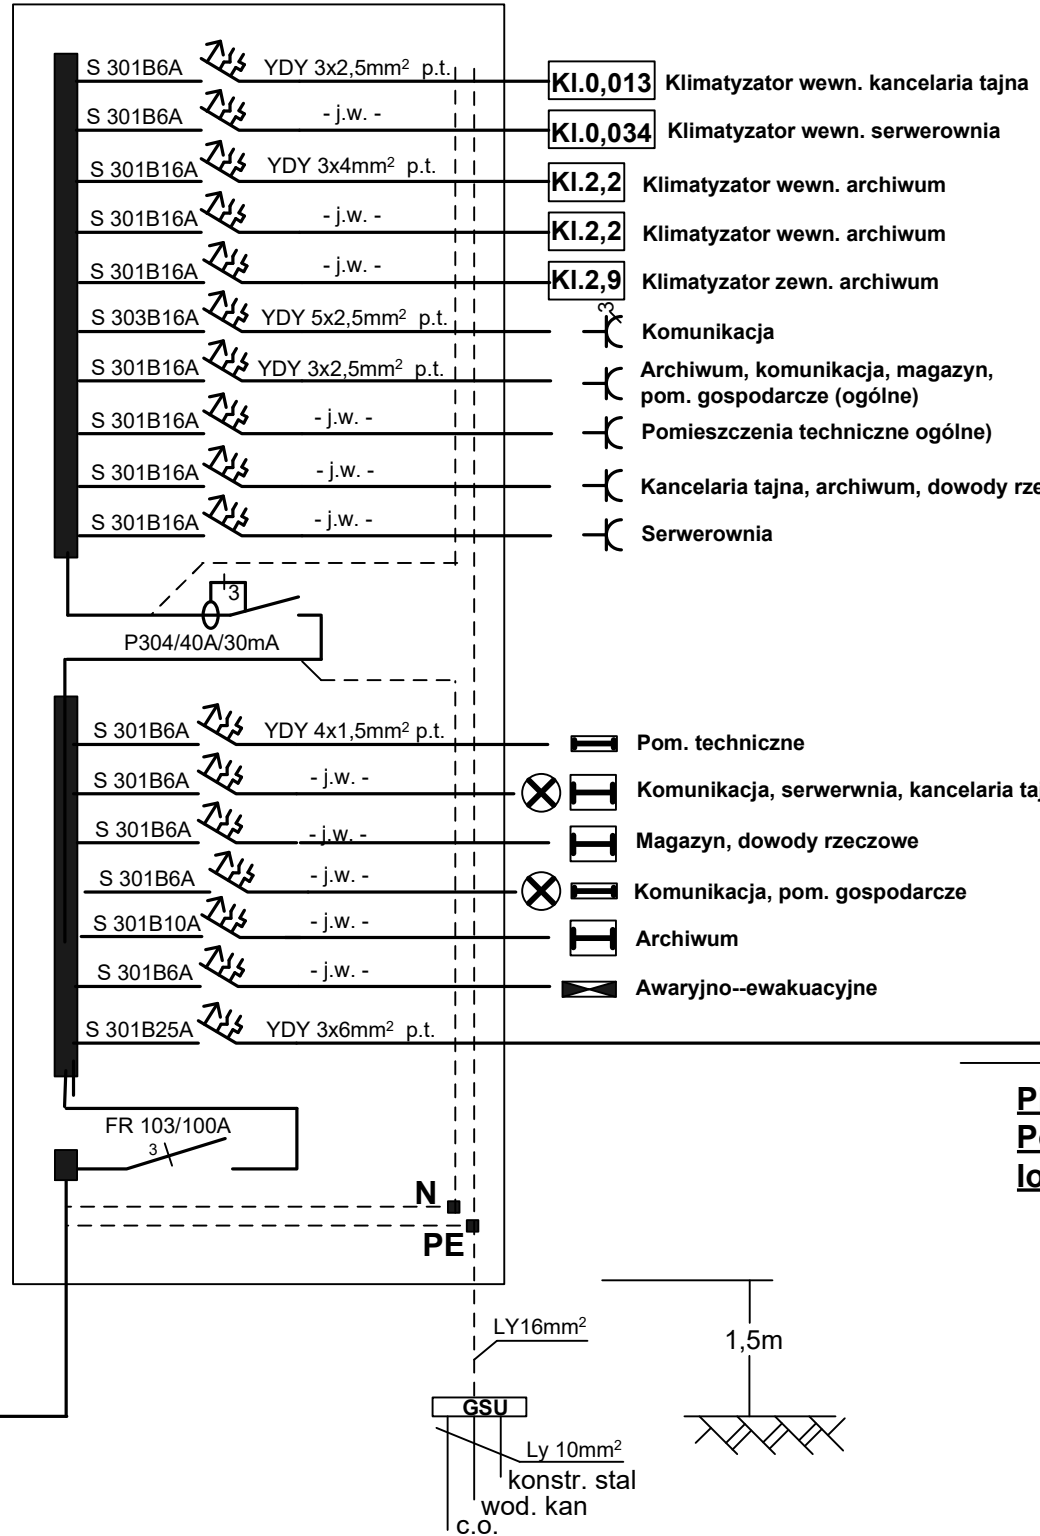 S 301B6A YDY 3x2,5mm² p.t. Kl.0,013 Klimatyzator wewn. kancelaria tajna
S 301B6A - j.w. - Kl.0,034 Klimatyzator wewn. serwerownia
S 301B16A YDY 3x4mm² p.t. Kl.2,2 Klimatyzator wewn. archiwum
S 301B16A - j.w. - Kl.2,2 Klimatyzator wewn. archiwum
S 301B16A - j.w. - Kl.2,9 Klimatyzator zewn. archiwum
S 303B16A YDY 5x2,5mm² p.t. 3 Komunikacja
S 301B16A YDY 3x2,5mm² p.t. Archiwum, komunikacja, magazyn,
pom. gospodarcze (ogólne)
S 301B16A - j.w. - Pomieszczenia techniczne ogólne)
S 301B16A - j.w. - Kancelaria tajna, archiwum, dowody rze
S 301B16A - j.w. - Serwerownia
3
P304/40A/30mA
S 301B6A YDY 4x1,5mm² p.t. Pom. techniczne
S 301B6A - j.w. - Komunikacja, serwerwnia, kancelaria taj
S 301B6A - j.w. - Magazyn, dowody rzeczowe
S 301B6A - j.w. - Komunikacja, pom. gospodarcze
S 301B10A - j.w. - Archiwum
S 301B6A - j.w. - Awaryjno--ewakuacyjne
S 301B25A YDY 3x6mm² p.t.
FR 103/100A
3
N
PE
LY16mm²
1,5m
GSU
Ly 10mm²
konstr. stal
wod. kan
c.o.